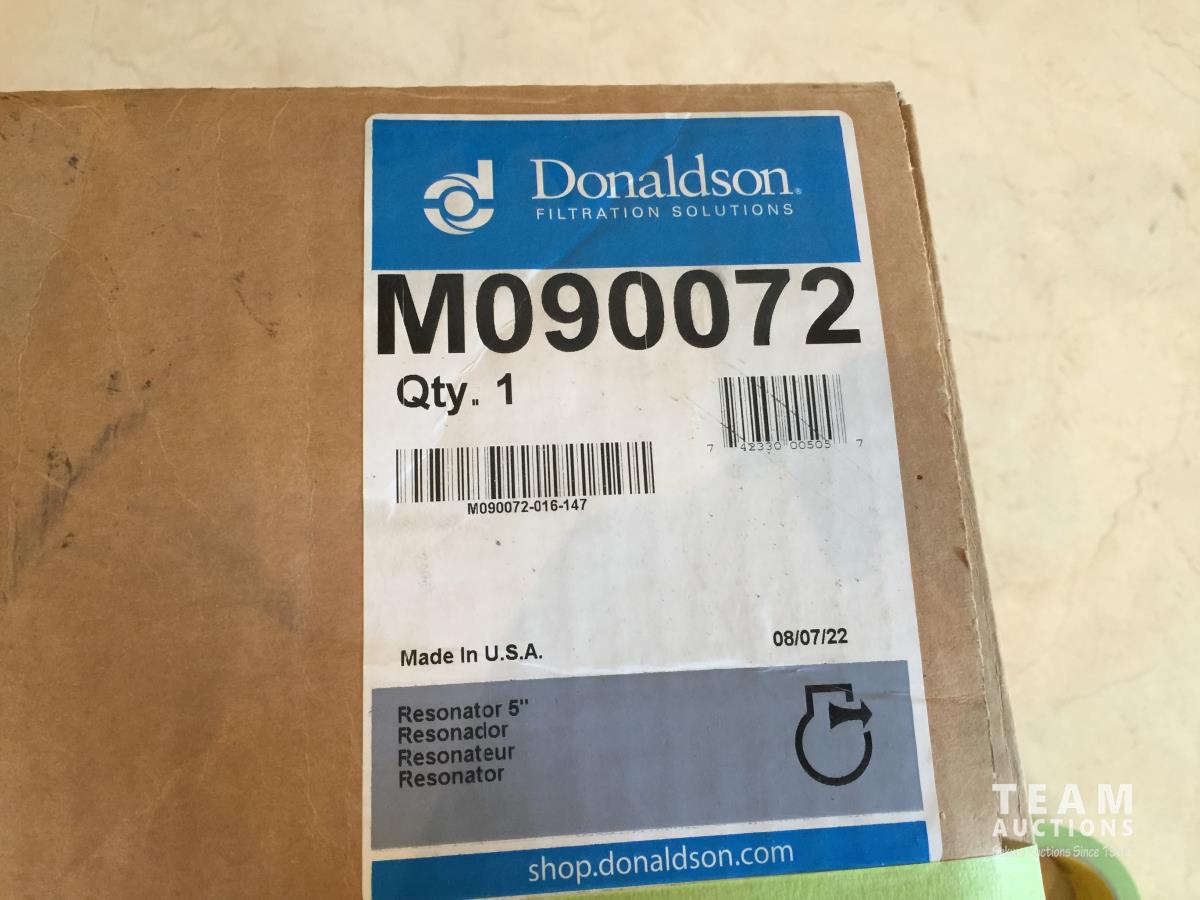 Donaldson®
FILTRATION SOLUTIONS
M090072
Qty. 1
7 42330 00505 7
M090072-016-147
Made In U.S.A.
08/07/22
Resonator 5"
Resonador
Resonateur
Resonator
shop.donaldson.com
TEAM
AUCTIONS
Since